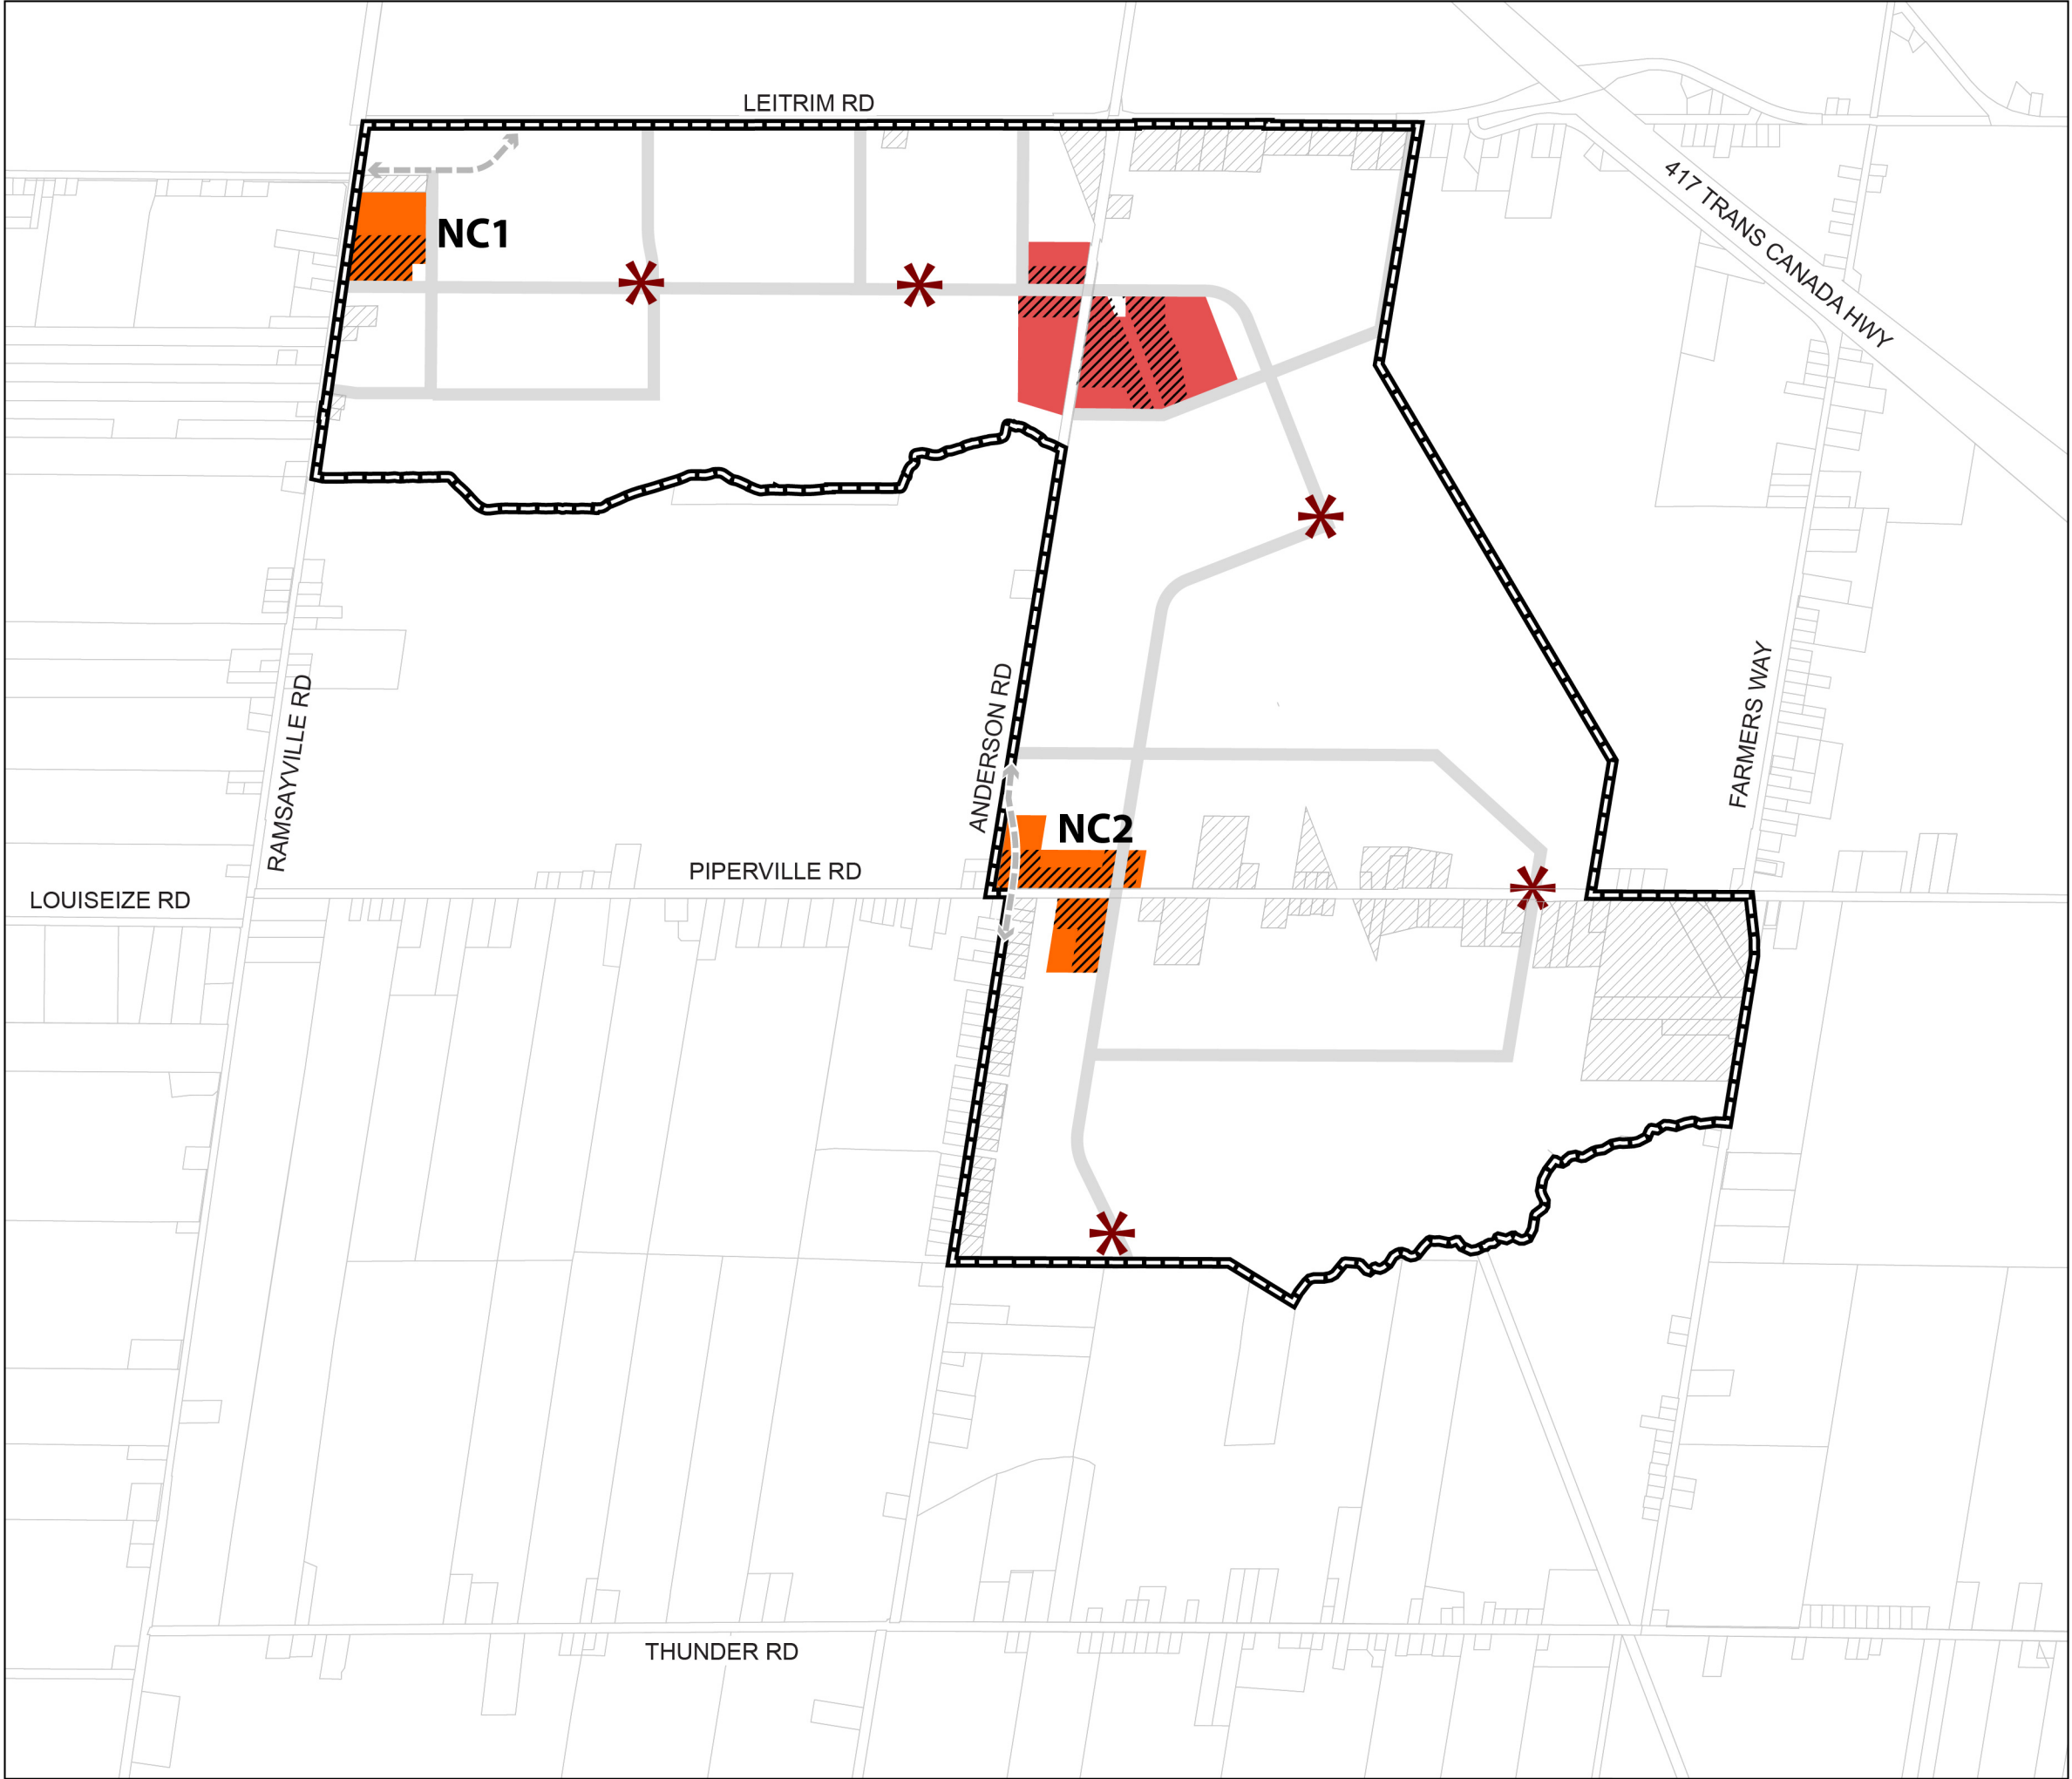 LEITRIM RD
417 TRANS CANADA HWY
NC1
RAMSAYVILLE RD
ANDERSON RD
FARMERS WAY
NC2
PIPERVILLE RD
LOUISEIZE RD
THUNDER RD